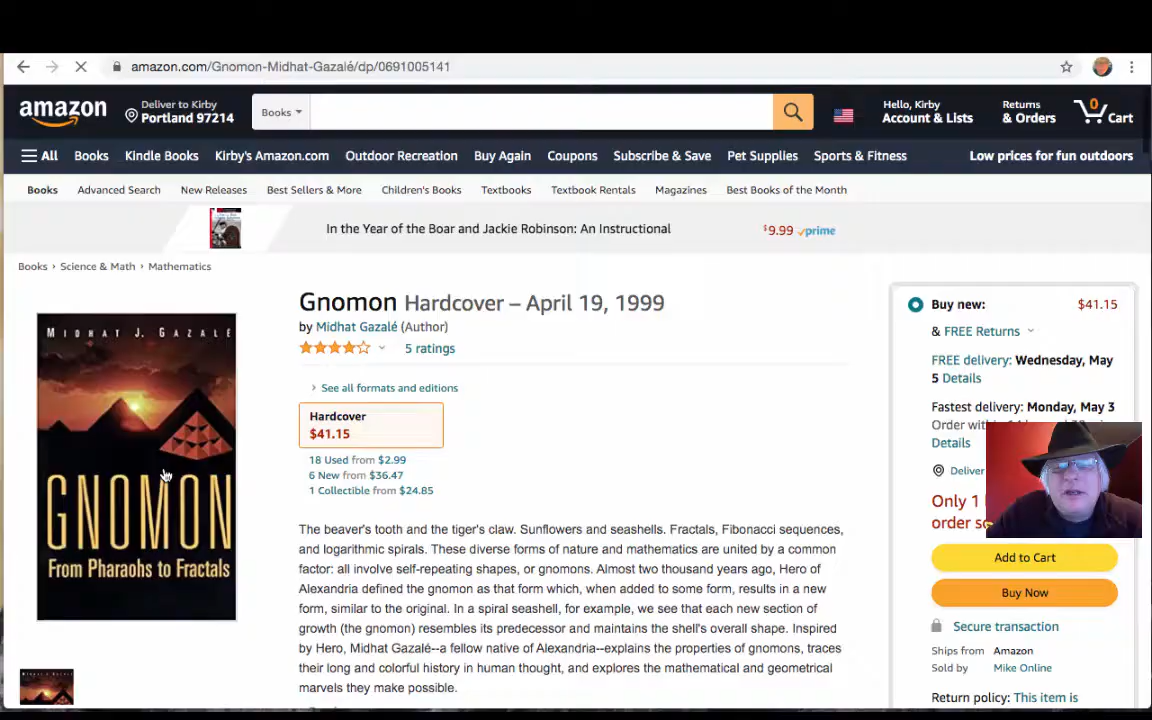 amazon.com/Gnomon-Midhat-Gazalé/dp/0691005141
amazon
Deliver to Kirby
Portland 97214
Books
Hello, Kirby
Account & Lists
Returns
& Orders
0
Cart
All
Books
Kindle Books
Kirby's Amazon.com
Outdoor Recreation
Buy Again
Coupons
Subscribe & Save
Pet Supplies
Sports & Fitness
Low prices for fun outdoors
Books
Advanced Search
New Releases
Best Sellers & More
Children's Books
Textbooks
Textbook Rentals
Magazines
Best Books of the Month
In the Year of the Boar and Jackie Robinson: An Instructional
$9.99 prime
Books › Science & Math › Mathematics
MIDHAT J. GAZALÉ
GNOMON
From Pharaohs to Fractals
Gnomon Hardcover – April 19, 1999
by Midhat Gazalé (Author)
5 ratings
› See all formats and editions
Hardcover
$41.15
18 Used from $2.99
6 New from $36.47
1 Collectible from $24.85
The beaver's tooth and the tiger's claw. Sunflowers and seashells. Fractals, Fibonacci sequences,
and logarithmic spirals. These diverse forms of nature and mathematics are united by a common
factor: all involve self-repeating shapes, or gnomons. Almost two thousand years ago, Hero of
Alexandria defined the gnomon as that form which, when added to some form, results in a new
form, similar to the original. In a spiral seashell, for example, we see that each new section of
growth (the gnomon) resembles its predecessor and maintains the shell's overall shape. Inspired
by Hero, Midhat Gazalé--a fellow native of Alexandria--explains the properties of gnomons, traces
their long and colorful history in human thought, and explores the mathematical and geometrical
marvels they make possible.
Buy new:
$41.15
& FREE Returns
FREE delivery: Wednesday, May
5 Details
Fastest delivery: Monday, May 3
Order
Details
Deliver
Only 1
order
Add to Cart
Buy Now
Secure transaction
Ships from Amazon
Sold by Mike Online
Return policy: This item is